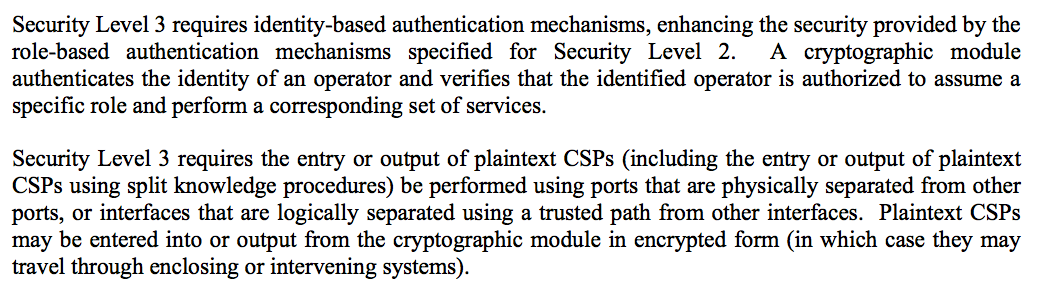 Security Level 3 requires identity-based authentication mechanisms, enhancing the security provided by the
role-based authentication mechanisms specified for Security Level 2. A cryptographic module
authenticates the identity of an operator and verifies that the identified operator is authorized to assume a
specific role and perform a corresponding set of services.
Security Level 3 requires the entry or output of plaintext CSPs (including the entry or output of plaintext
CSPs using split knowledge procedures) be performed using ports that are physically separated from other
ports, or interfaces that are logically separated using a trusted path from other interfaces. Plaintext CSPs
may be entered into or output from the cryptographic module in encrypted form (in which case they may
travel through enclosing or intervening systems).